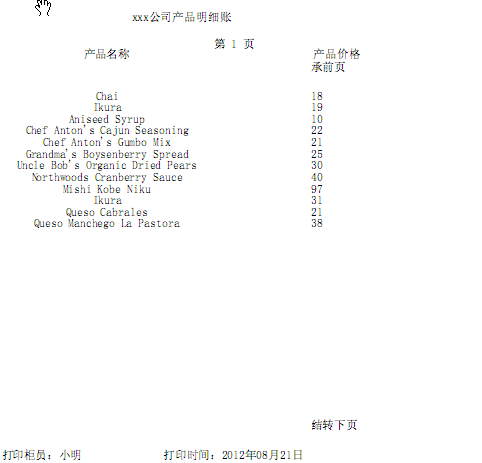 xxx公司产品明细账
第 1 页
产品名称 产品价格
承前页
Chai 18
Ikura 19
Aniseed Syrup 10
Chef Anton's Cajun Seasoning 22
Chef Anton's Gumbo Mix 21
Grandma's Boysenberry Spread 25
Uncle Bob's Organic Dried Pears 30
Northwoods Cranberry Sauce 40
Mishi Kobe Niku 97
Ikura 31
Queso Cabrales 21
Queso Manchego La Pastora 38
结转下页
打印柜员：小明 打印时间：2012年08月21日